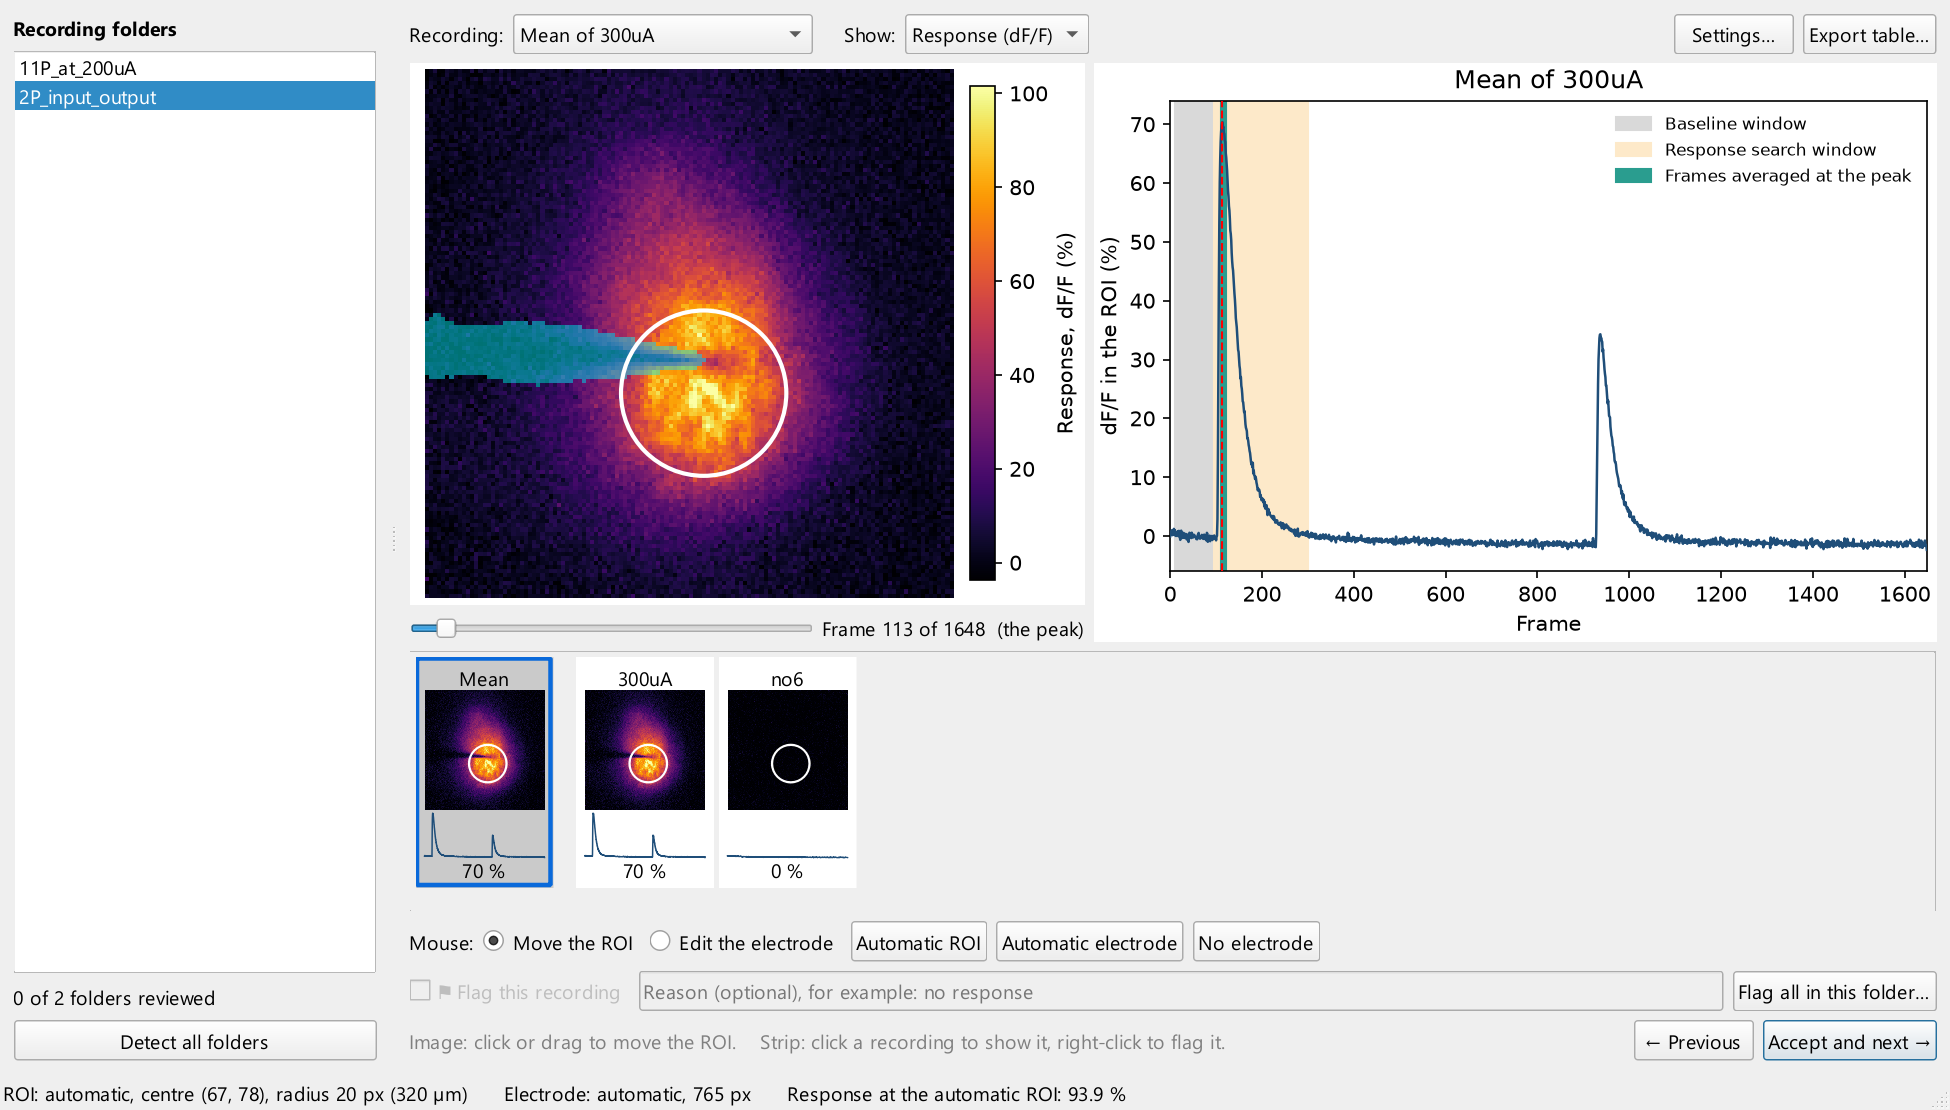 Recording folders
11P_at_200uA
2P_input_output
0 of 2 folders reviewed
Detect all folders
Recording: Mean of 300uA Show: Response (dF/F) Settings... Export table...
100
80
60
40
20
0
Response, dF/F (%)
Frame 113 of 1648 (the peak)
Mean of 300uA
Baseline window
Response search window
Frames averaged at the peak
70
60
50
40
30
20
10
0
dF/F in the ROI (%)
0 200 400 600 800 1000 1200 1400 1600
Frame
Mean 300uA no6
70 % 70 % 0 %
Mouse: Move the ROI Edit the electrode Automatic ROI Automatic electrode No electrode
⚑ Flag this recording Reason (optional), for example: no response Flag all in this folder...
Image: click or drag to move the ROI. Strip: click a recording to show it, right-click to flag it. ← Previous Accept and next →
ROI: automatic, centre (67, 78), radius 20 px (320 µm) Electrode: automatic, 765 px Response at the automatic ROI: 93.9 %